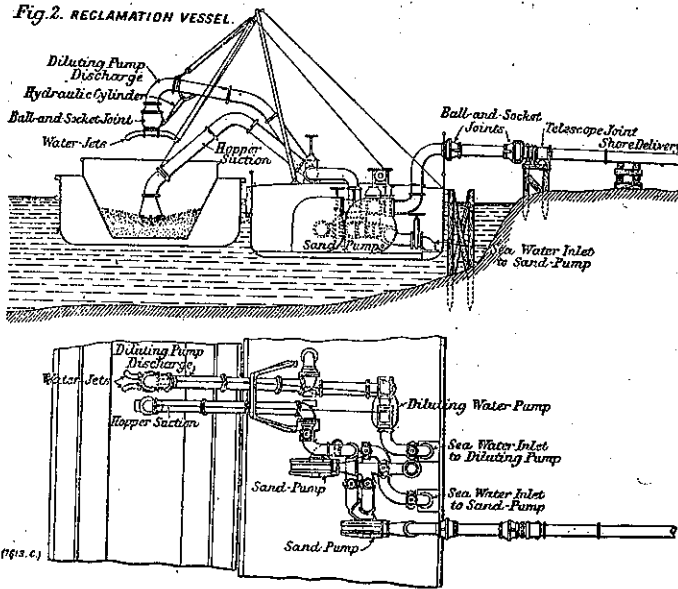 Fig. 2. RECLAMATION VESSEL.
Diluting Pump
Discharge
Hydraulic Cylinder
Ball-and-Socket Joint
Water-Jets
Hopper
Suction
Ball-and-Socket
Joints
Telescope Joint
Shore Delivery
Sand Pumps
Sea Water Inlet
to Sand-Pump
Diluting Pump
Discharge
Water-Jets
Hopper Suction
Diluting Water Pump
Sea Water Inlet
to Diluting Pump
Sand-Pump
Sea Water Inlet
to Sand-Pump
Sand Pump
(7613. C.)